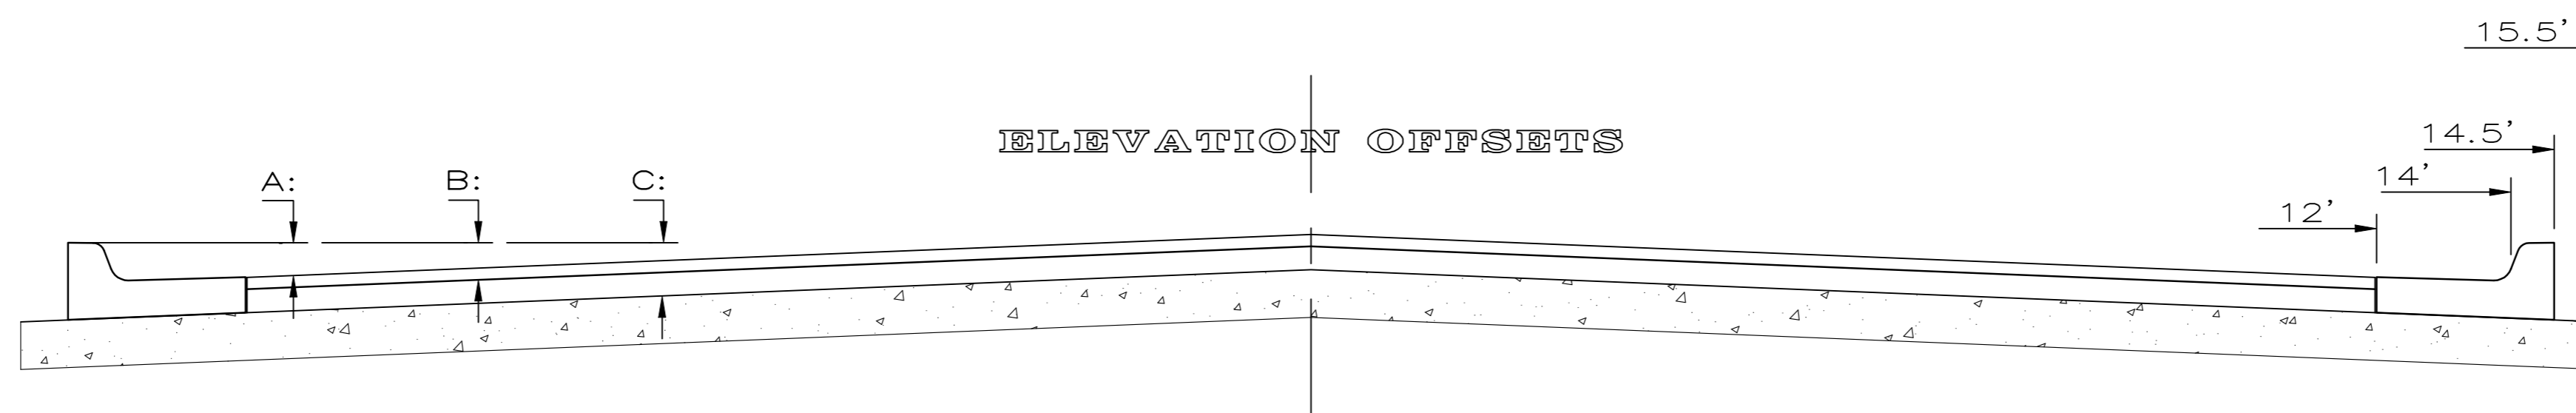 15.5'
ELEVATION OFFSETS
14.5'
A: B: C:
14'
12'